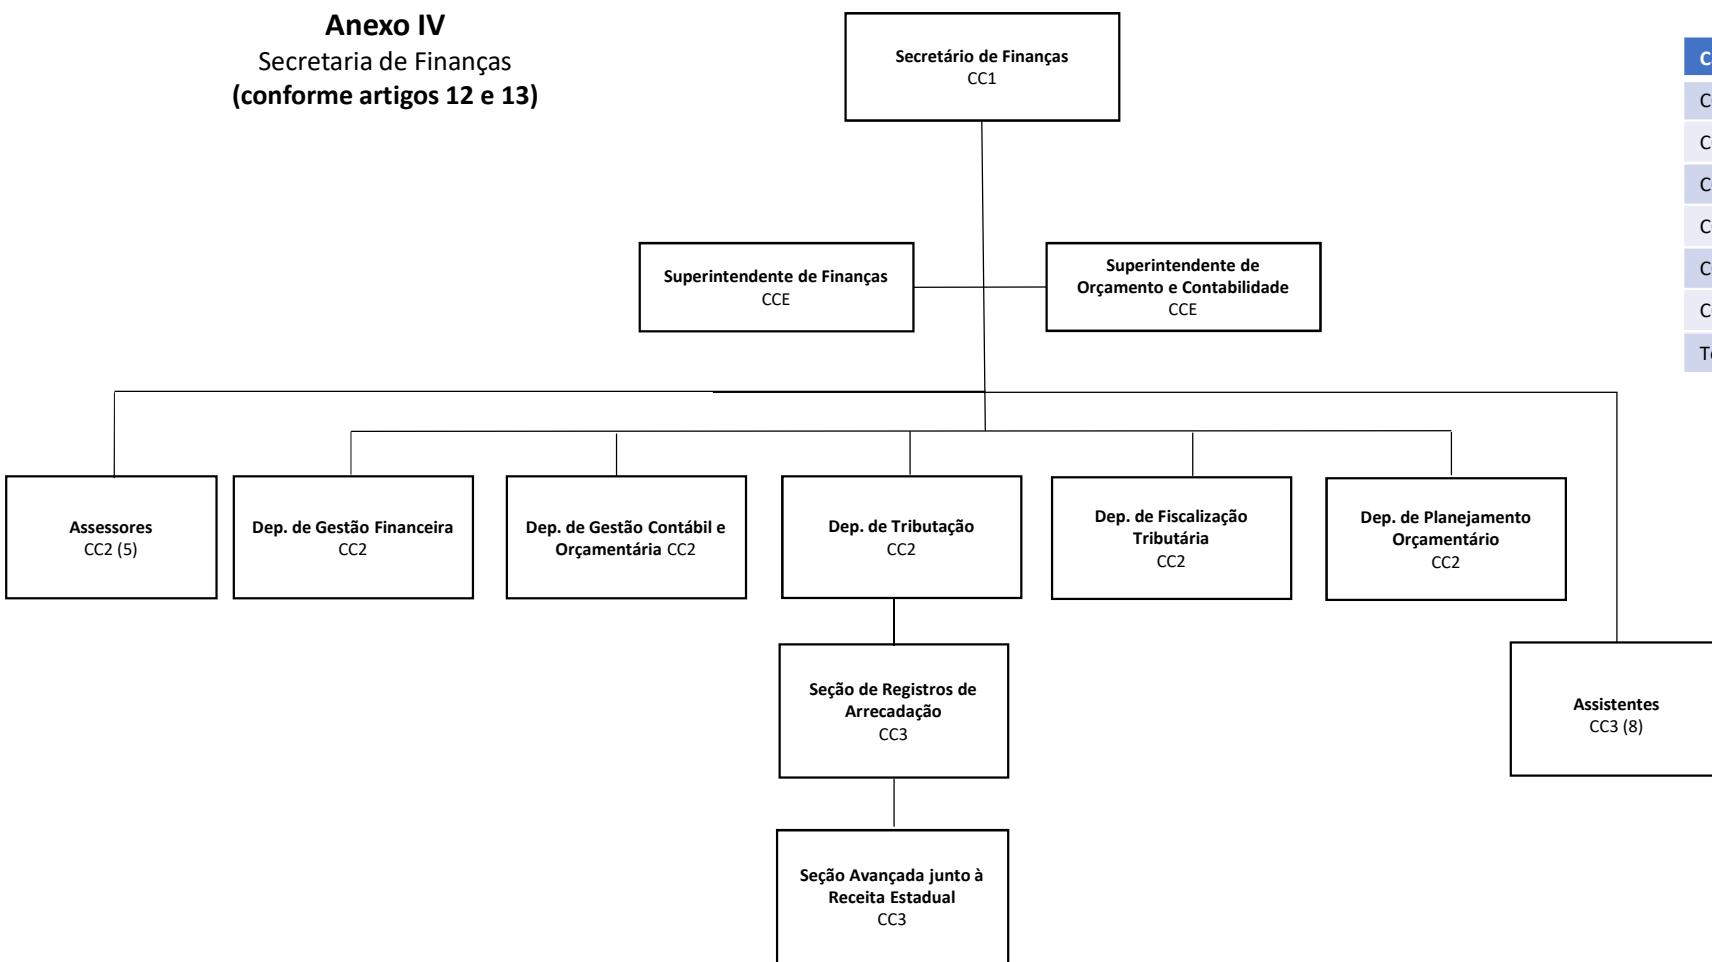 Anexo IV
Secretaria de Finanças
(conforme artigos 12 e 13)
Secretário de Finanças
CC1
Superintendente de Finanças
CCE
Superintendente de
Orçamento e Contabilidade
CCE
Assessores
CC2 (5)
Dep. de Gestão Financeira
CC2
Dep. de Gestão Contábil e
Orçamentária CC2
Dep. de Tributação
CC2
Dep. de Fiscalização
Tributária
CC2
Dep. de Planejamento
Orçamentário
CC2
Seção de Registros de
Arrecadação
CC3
Assistentes
CC3 (8)
Seção Avançada junto à
Receita Estadual
CC3